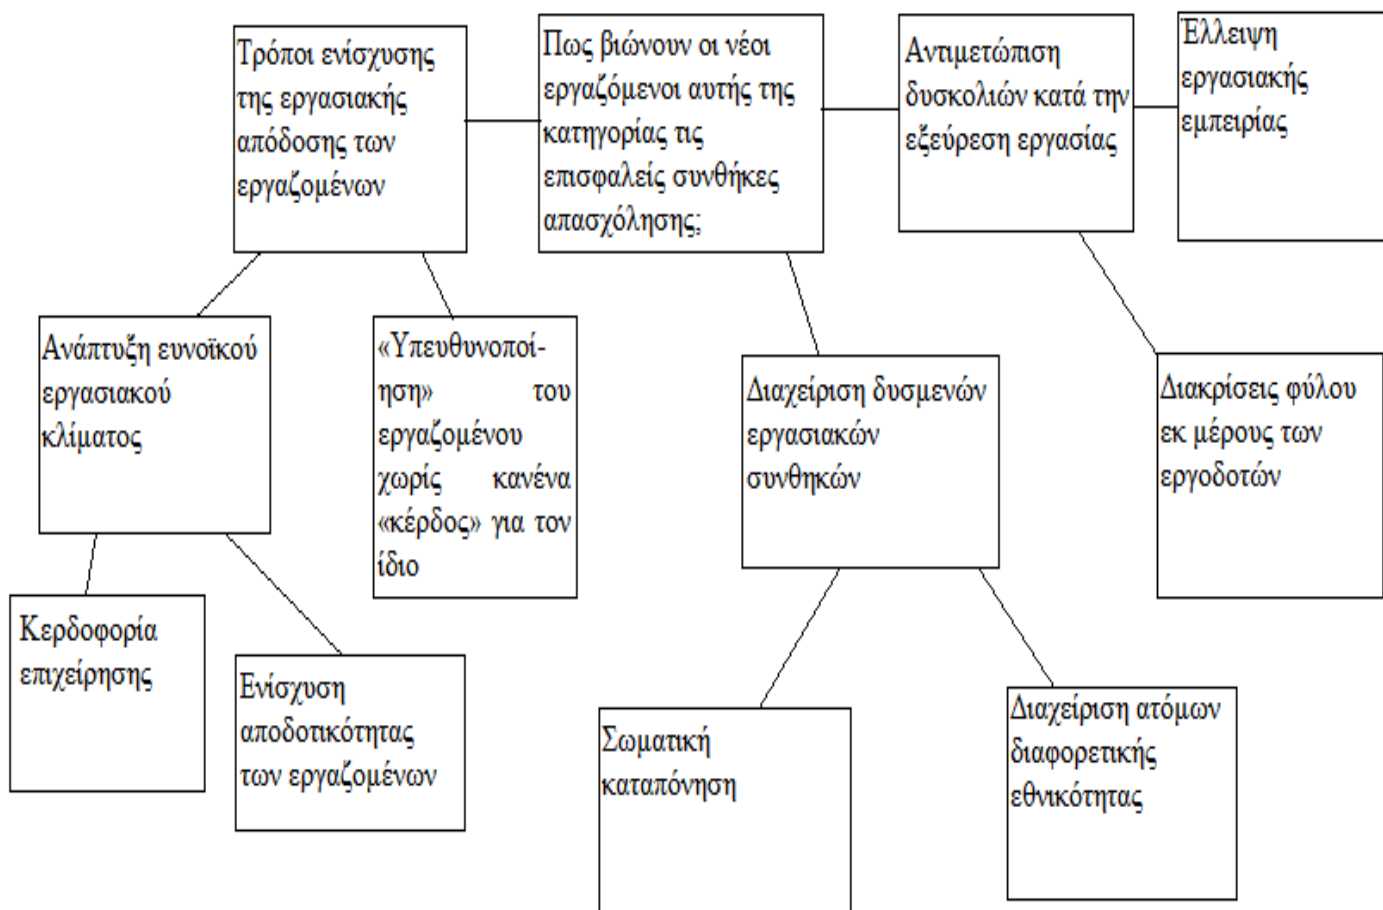 Τρόποι ενίσχυσης
της εργασιακής
απόδοσης των
εργαζομένων
Πως βιώνουν οι νέοι
εργαζόμενοι αυτής της
κατηγορίας τις
επισφαλείς συνθήκες
απασχόλησης;
Αντιμετώπιση
δυσκολιών κατά την
εξεύρεση εργασίας
Έλλειψη
εργασιακής
εμπειρίας
Ανάπτυξη ευνοϊκού
εργασιακού
κλίματος
«Υπευθυνοποί-
ηση» του
εργαζομένου
χωρίς κανένα
«κέρδος» για τον
ίδιο
Διαχείριση δυσμενών
εργασιακών
συνθηκών
Διακρίσεις φύλου
εκ μέρους των
εργοδοτών
Κερδοφορία
επιχείρησης
Ενίσχυση
αποδοτικότητας
των εργαζομένων
Σωματική
καταπόνηση
Διαχείριση ατόμων
διαφορετικής
εθνικότητας